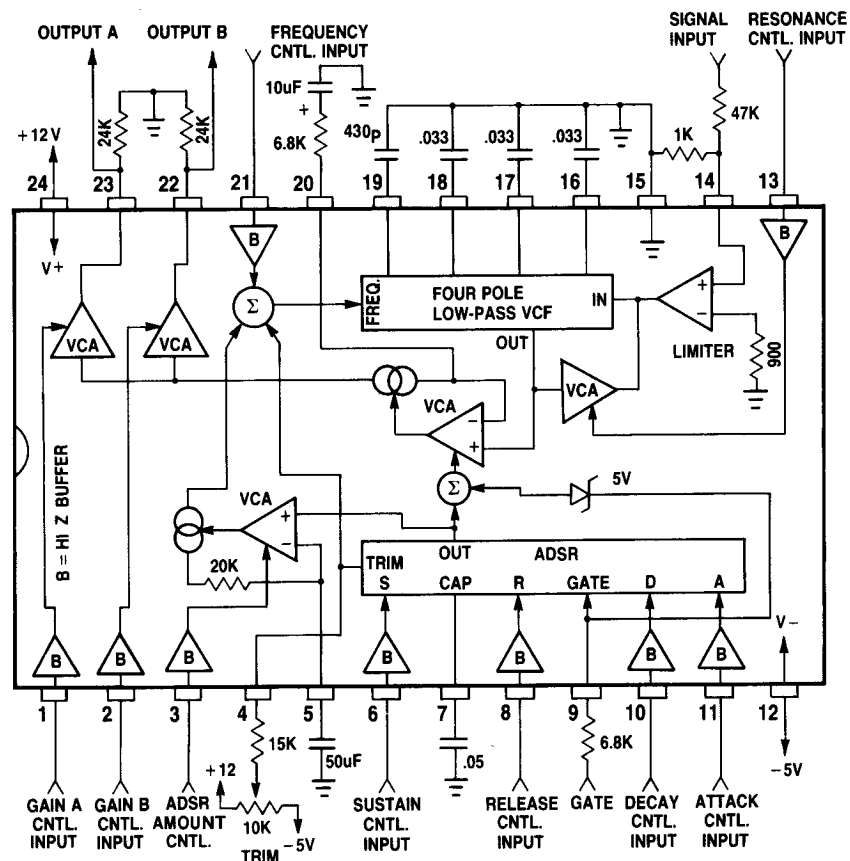 OUTPUT A
OUTPUT B
FREQUENCY
CNTL. INPUT
SIGNAL
INPUT
RESONANCE
CNTL. INPUT
10uF
+
+12V
24K
24K
6.8K
430p
.033
.033
.033
1K
47K
24
23
22
21
20
19
18
17
16
15
14
13
V+
B
B
Σ
FREQ.
FOUR POLE
LOW-PASS VCF
IN
OUT
+
−
LIMITER
900
VCA
VCA
VCA
VCA
−
+
Σ
5V
B = HI Z BUFFER
VCA
+
−
20K
OUT
ADSR
TRIM
S
CAP
R
GATE
D
A
V−
B
B
B
B
B
B
B
1
2
3
4
5
6
7
8
9
10
11
12
15K
50uF
.05
6.8K
−5V
+12
10K
−5V
TRIM
GAIN A
CNTL.
INPUT
GAIN B
CNTL.
INPUT
ADSR
AMOUNT
CNTL.
SUSTAIN
CNTL.
INPUT
RELEASE
CNTL.
INPUT
GATE
DECAY
CNTL.
INPUT
ATTACK
CNTL.
INPUT